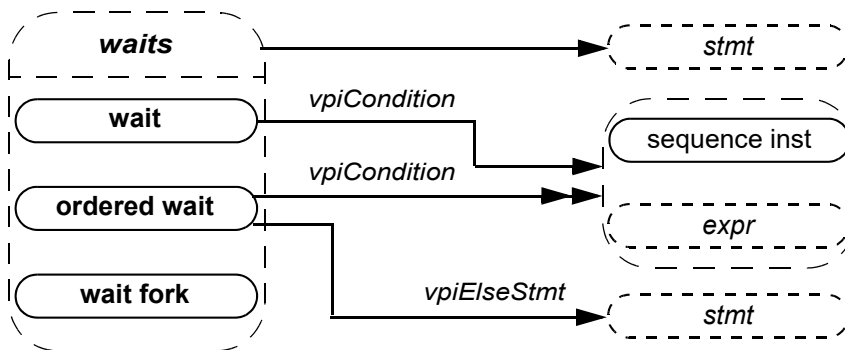 waits
stmt
wait
vpiCondition
sequence inst
ordered wait
vpiCondition
expr
wait fork
vpiElseStmt
stmt